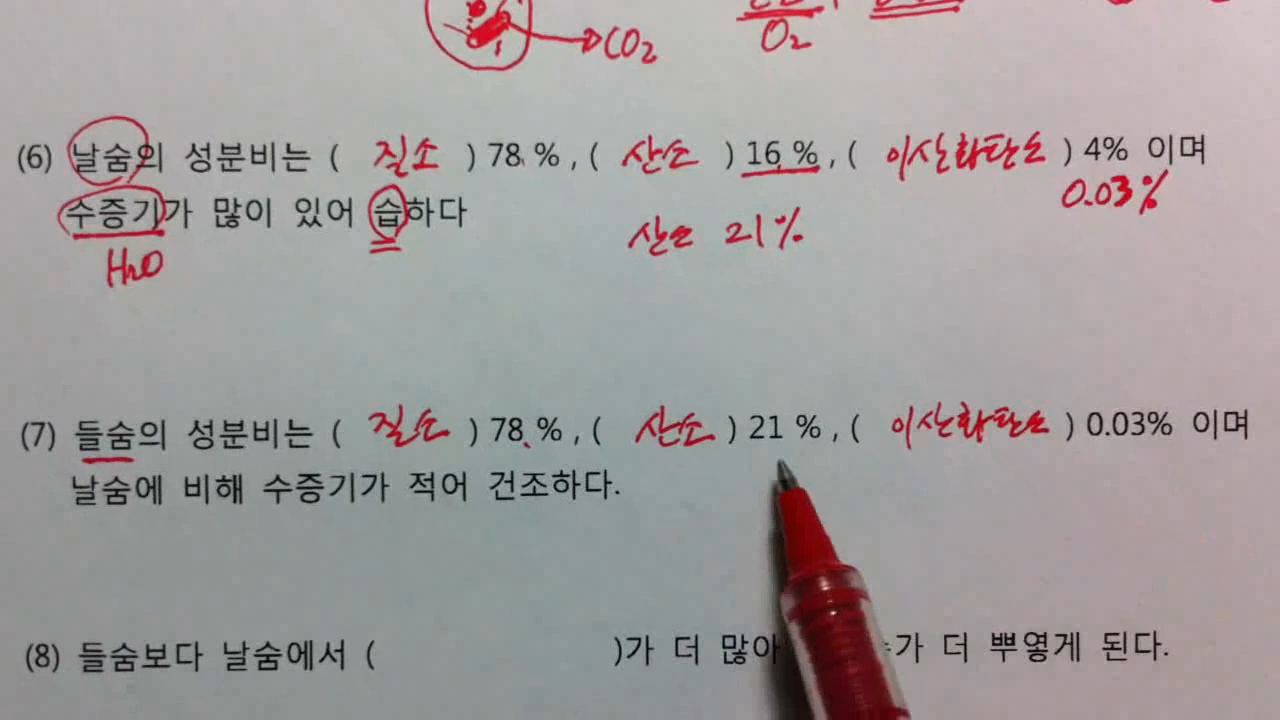 CO2
O2
(6) 날숨의 성분비는 ( 질소 ) 78 % , ( 산소 ) 16 % , ( 이산화탄소 ) 4% 이며
0.03%
수증기가 많이 있어 습하다
산소 21%
H2O
(7) 들숨의 성분비는 ( 질소 ) 78 % , ( 산소 ) 21 % , ( 이산화탄소 ) 0.03% 이며
날숨에 비해 수증기가 적어 건조하다.
(8) 들숨보다 날숨에서 ( )가 더 많아 가 더 뿌옇게 된다.